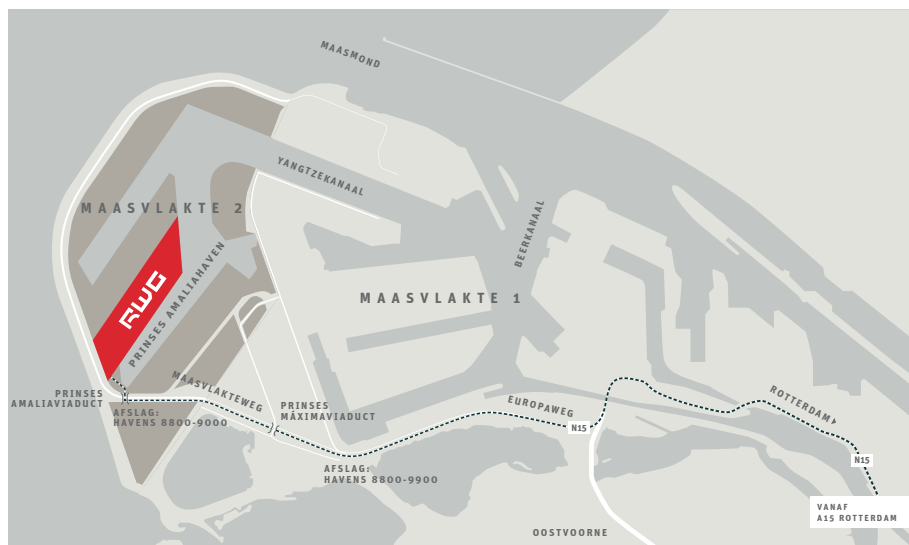 MAASMOND
YANGTZEKANAAL
MAASVLAKTE 2
BEERKANAAL
PRINSES AMALIAHAVEN
RWG
MAASVLAKTE 1
MAASVLAKTEWEG
PRINSES
AMALIAVIADUCT
AFSLAG:
HAVENS 8800-9000
PRINSES
MÁXIMAVIADUCT
EUROPAWEG
N15
ROTTERDAM
AFSLAG:
HAVENS 8800-9900
N15
VANAF
A15 ROTTERDAM
OOSTVOORNE